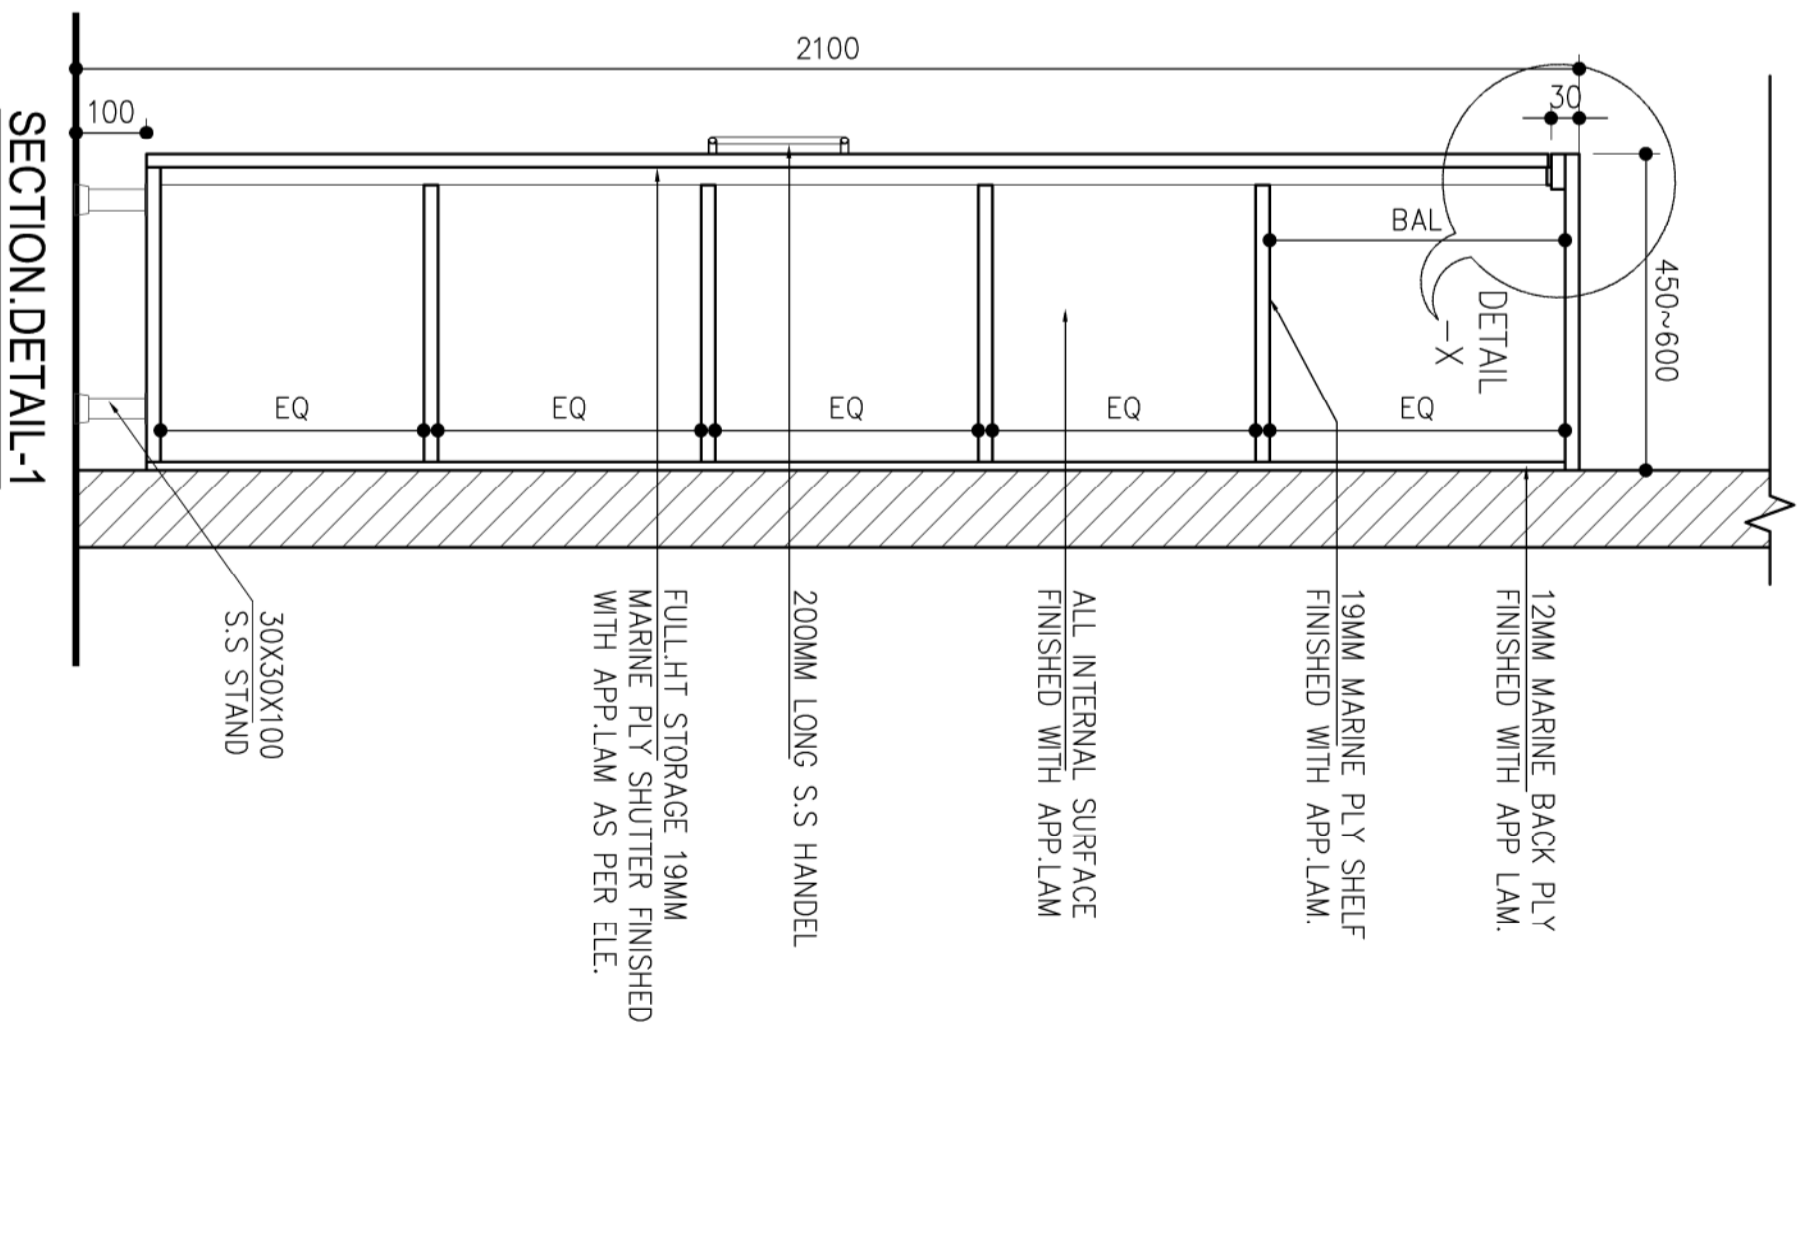 2100
100
30
450~600
BAL
DETAIL
-X
EQ
EQ
EQ
EQ
EQ
12MM MARINE BACK PLY
FINISHED WITH APP LAM.
19MM MARINE PLY SHELF
FINISHED WITH APP.LAM.
ALL INTERNAL SURFACE
FINISHED WITH APP.LAM
200MM LONG S.S HANDEL
FULL.HT STORAGE 19MM
MARINE PLY SHUTTER FINISHED
WITH APP.LAM AS PER ELE.
30X30X100
S.S STAND
SECTION.DETAIL-1